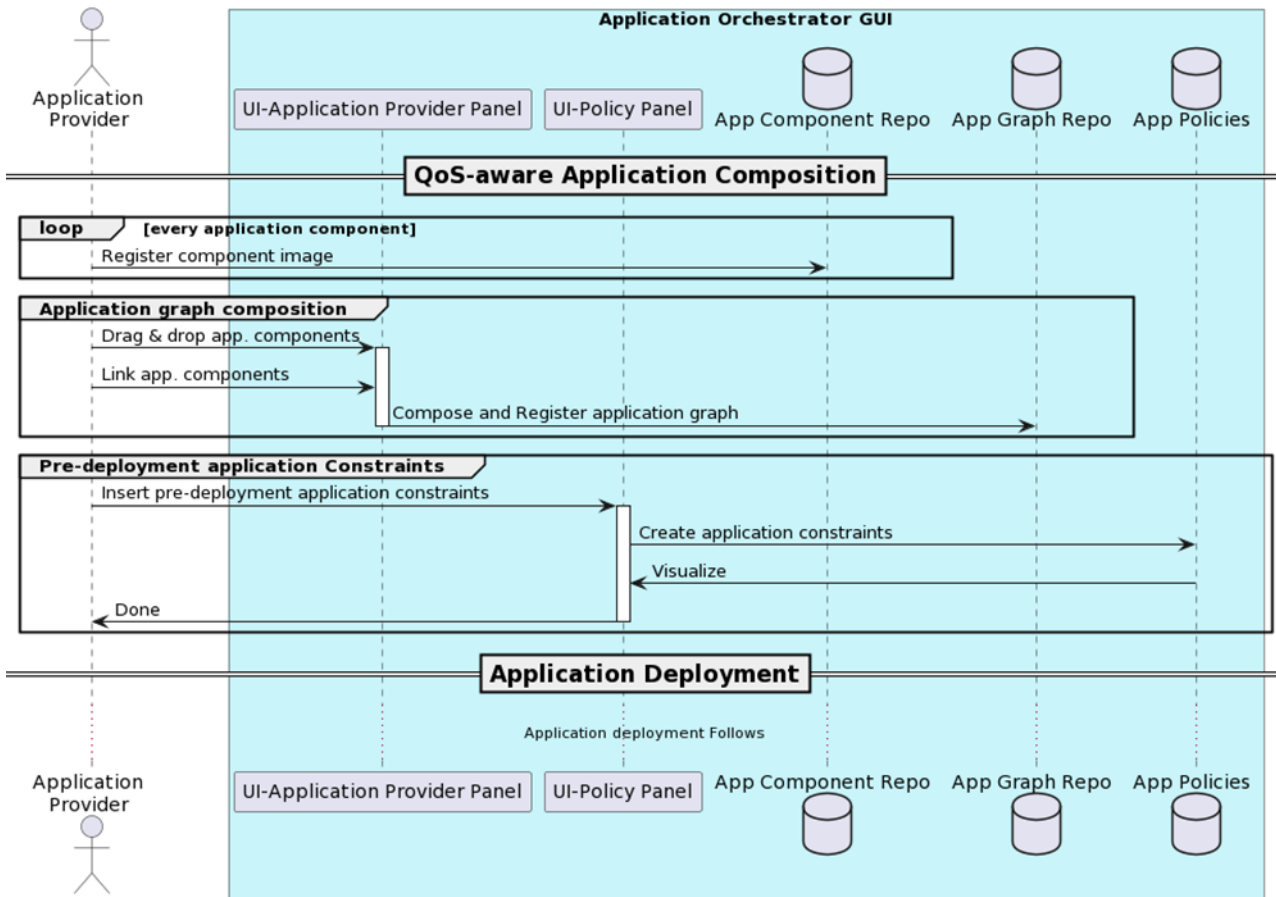 Application Orchestrator GUI
Application
Provider
UI-Application Provider Panel
UI-Policy Panel
App Component Repo
App Graph Repo
App Policies
QoS-aware Application Composition
loop
[every application component]
Register component image
Application graph composition
Drag & drop app. components
Link app. components
Compose and Register application graph
Pre-deployment application Constraints
Insert pre-deployment application constraints
Create application constraints
Visualize
Done
Application Deployment
Application deployment Follows
Application
Provider
UI-Application Provider Panel
UI-Policy Panel
App Component Repo
App Graph Repo
App Policies